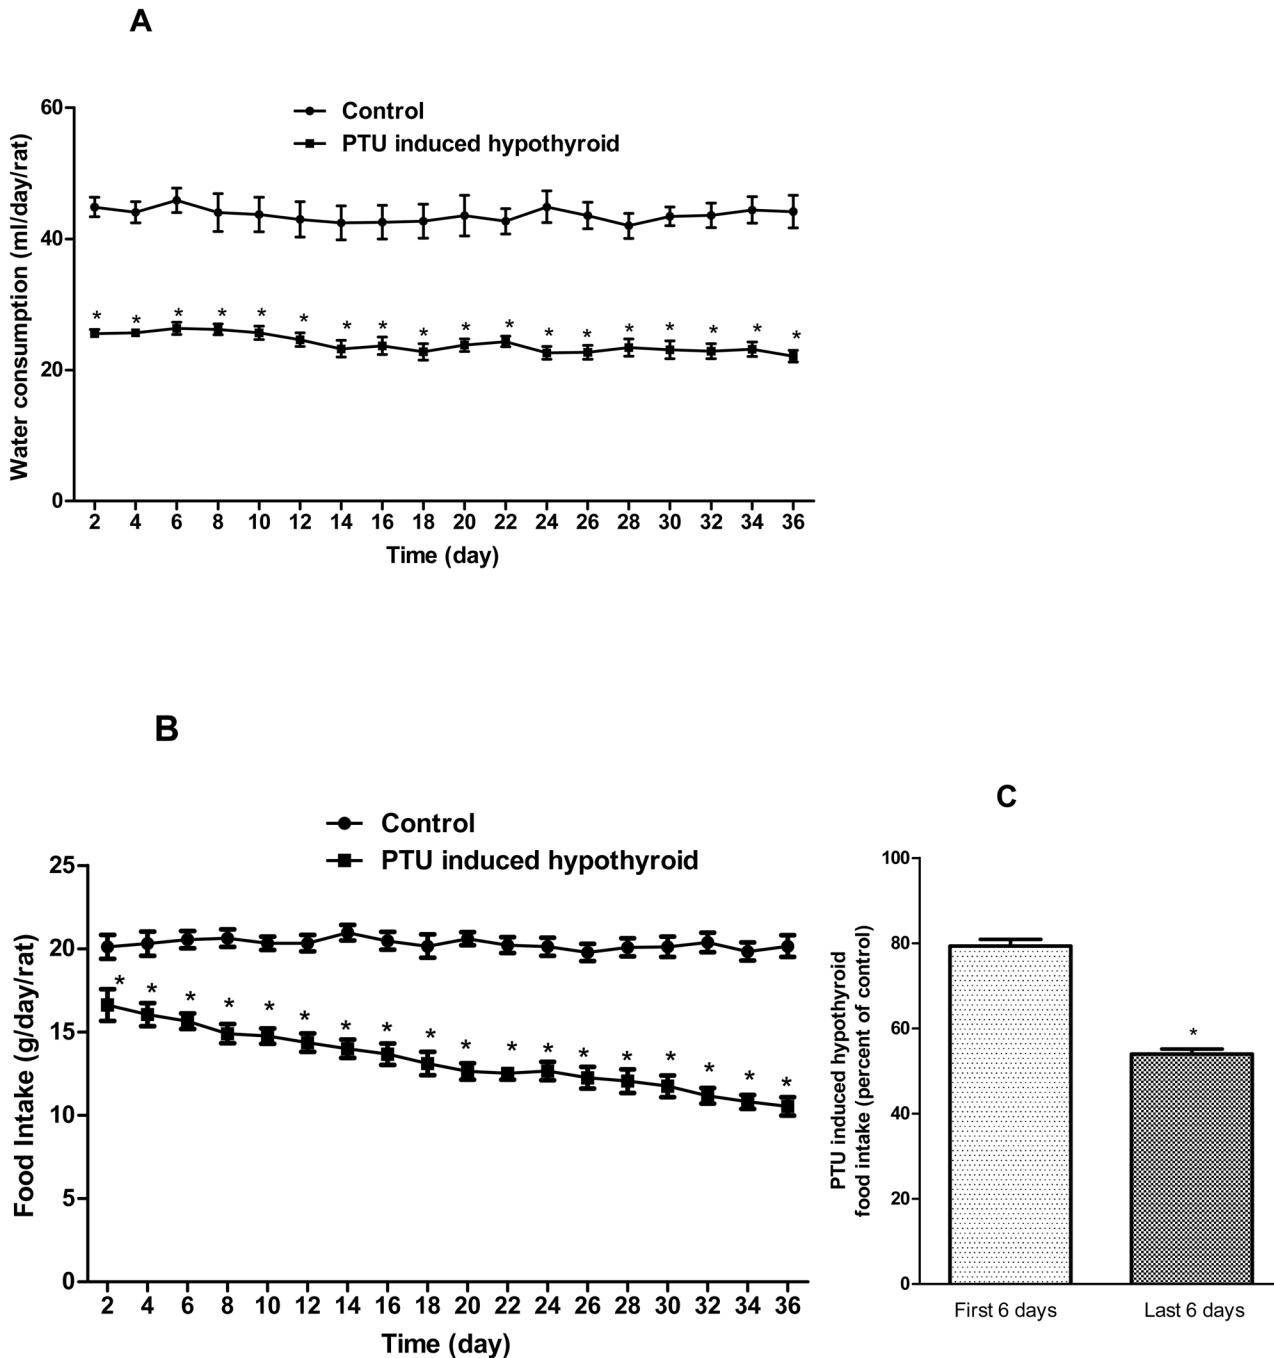 A
Control
PTU induced hypothyroid
Water consumption (ml/day/rat)
60
40
20
0
* * * * * * * * * * * * * * * * * *
2 4 6 8 10 12 14 16 18 20 22 24 26 28 30 32 34 36
Time (day)
B
Control
PTU induced hypothyroid
Food Intake (g/day/rat)
25
20
15
10
5
0
* * * * * * * * * * * * * * * * * *
2 4 6 8 10 12 14 16 18 20 22 24 26 28 30 32 34 36
Time (day)
C
PTU induced hypothyroid
food intake (percent of control)
100
80
60
40
20
0
*
First 6 days Last 6 days